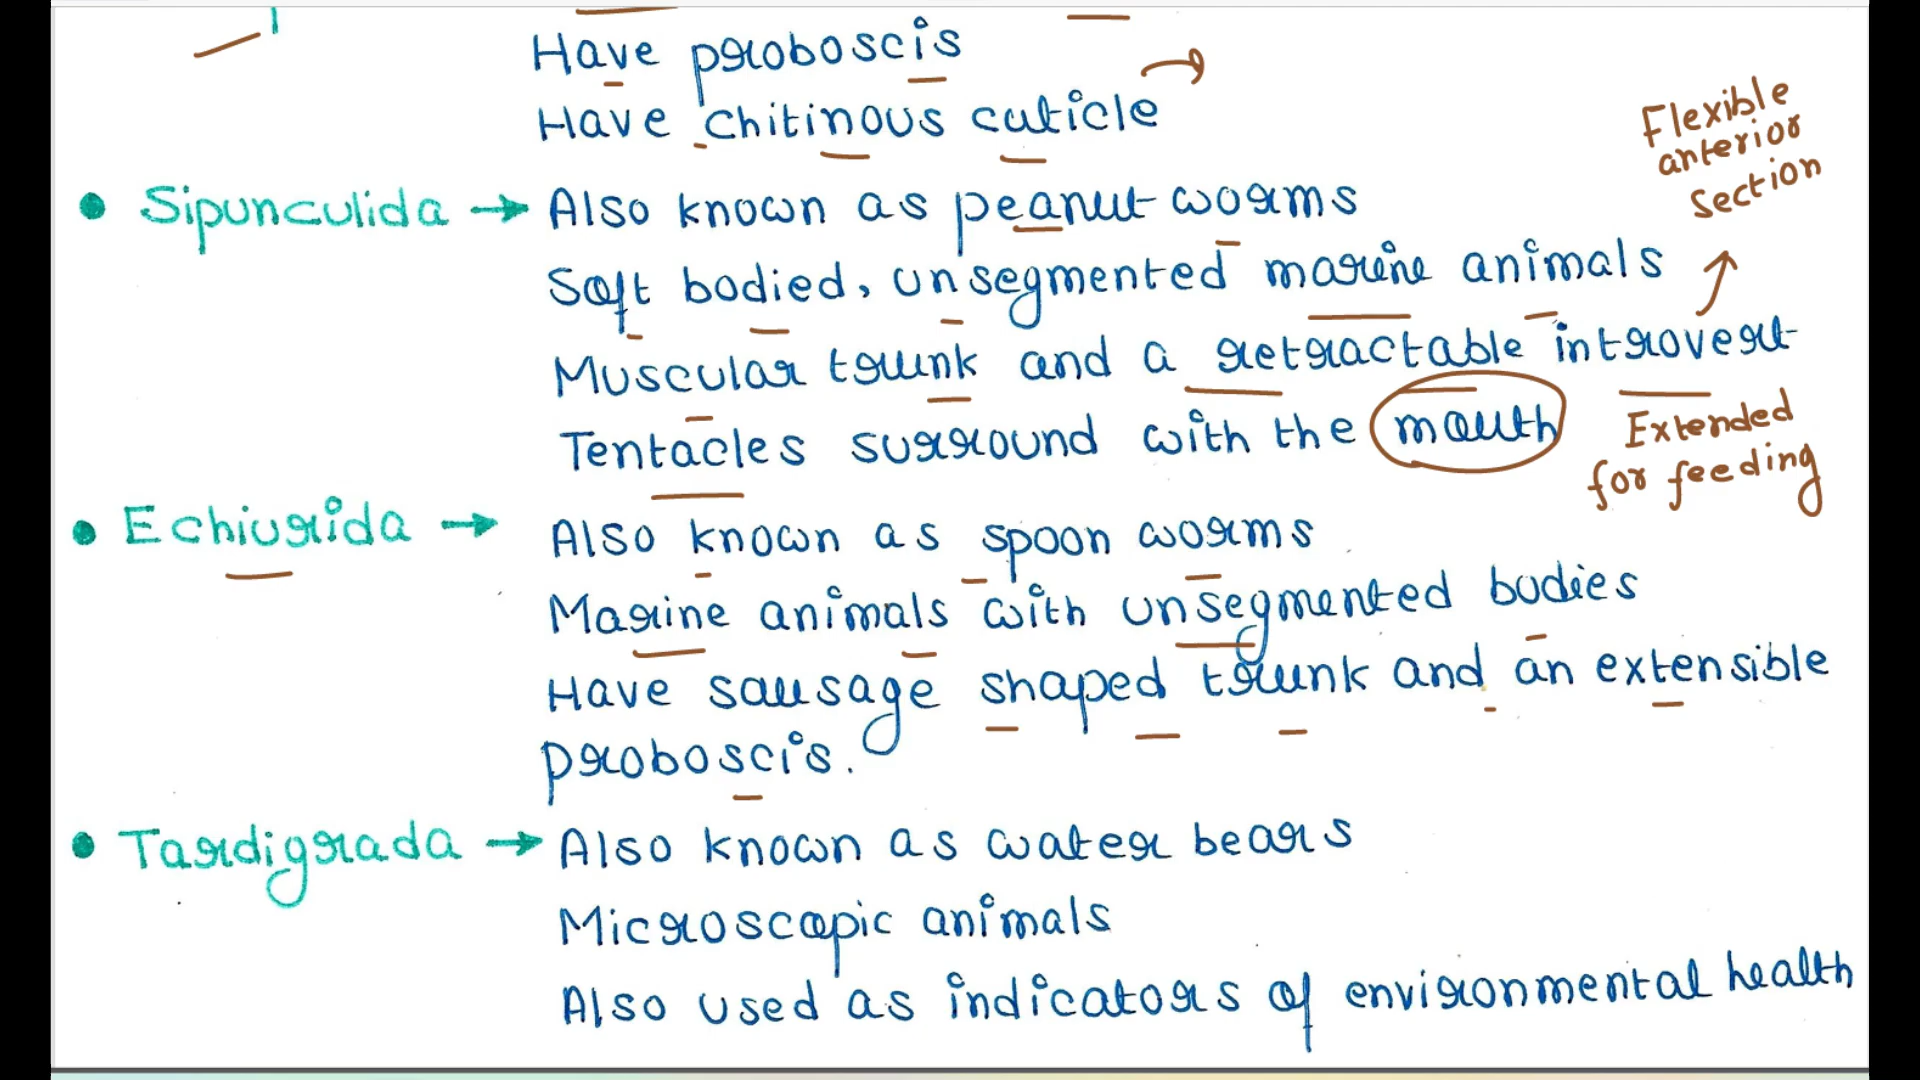 Have proboscis
Have chitinous cuticle
• Sipunculida → Also known as peanut worms
Soft bodied, unsegmented marine animals
Muscular trunk and a retractable introvert
Tentacles surround with the mouth
Flexible
anterior
section
Extended
for feeding
• Echiurida → Also known as spoon worms
Marine animals with unsegmented bodies
Have sausage shaped trunk and an extensible
proboscis.
• Tardigrada → Also known as water bears
Microscopic animals
Also used as indicators of environmental health